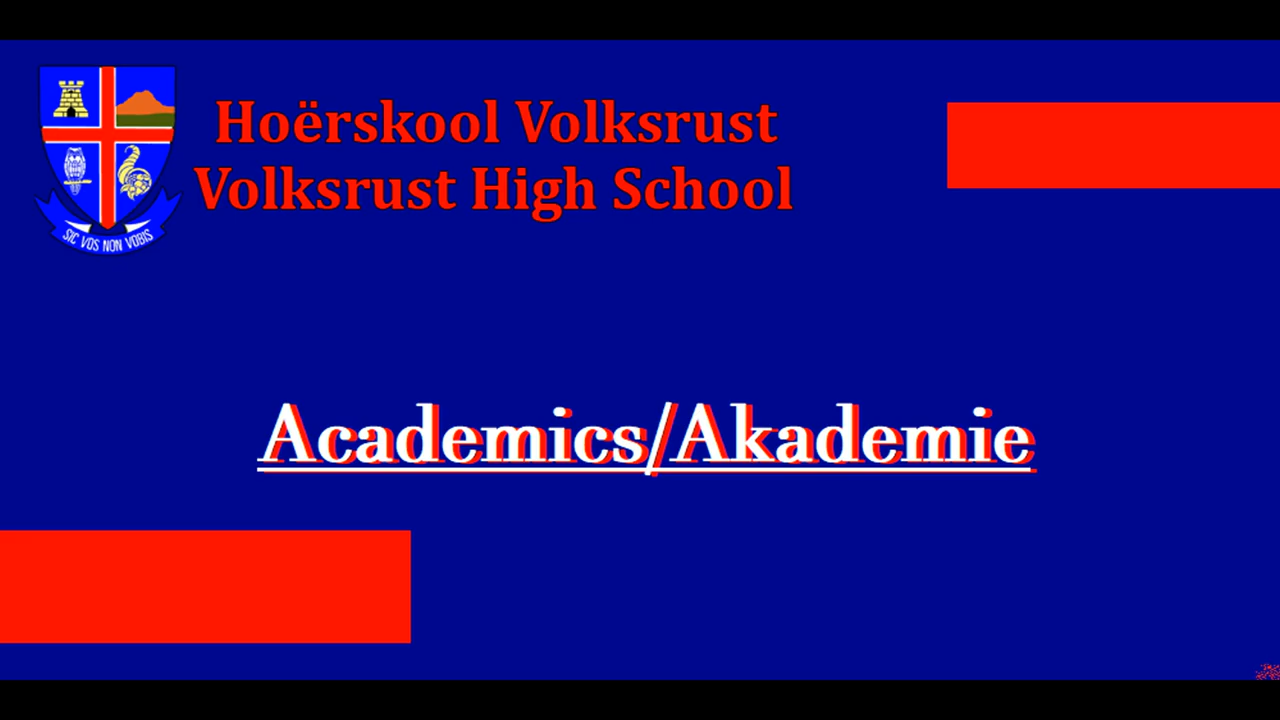 Hoërskool Volksrust
Volksrust High School
SIC VOS NON VOBIS
Academics/Akademie